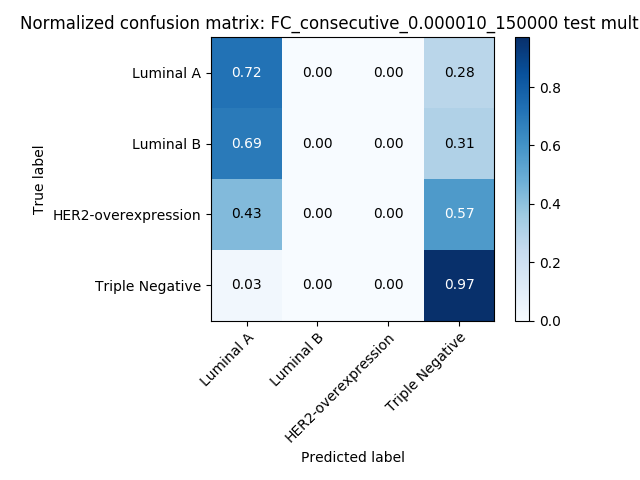 Normalized confusion matrix: FC_consecutive_0.000010_150000 test mult
Luminal A 0.72 0.00 0.00 0.28
Luminal B 0.69 0.00 0.00 0.31
HER2-overexpression 0.43 0.00 0.00 0.57
Triple Negative 0.03 0.00 0.00 0.97
True label
Luminal A
Luminal B
HER2-overexpression
Triple Negative
Predicted label
0.8
0.6
0.4
0.2
0.0